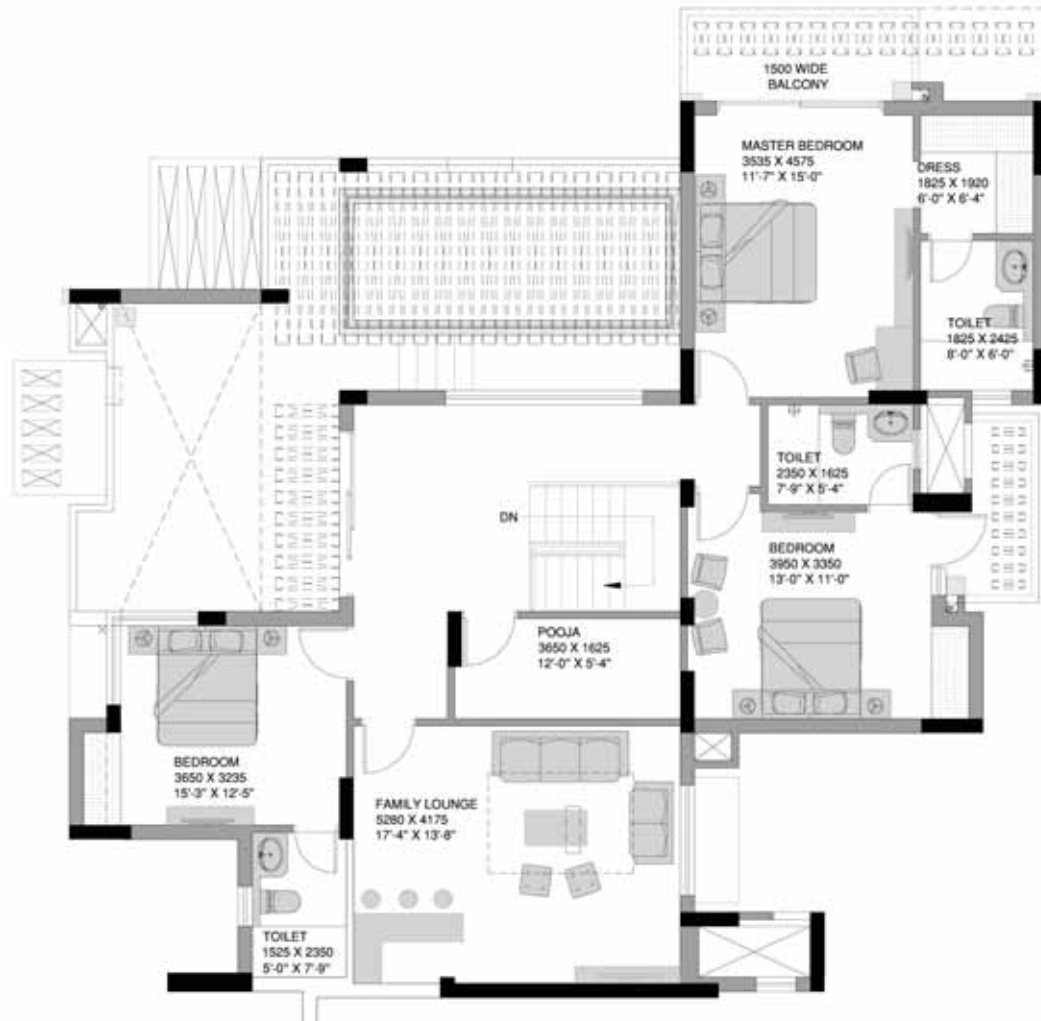 1500 WIDE
BALCONY
MASTER BEDROOM
3535 X 4575
11'-7" X 15'-0"
DRESS
1825 X 1920
6'-0" X 6'-4"
TOILET
1825 X 2425
8'-0" X 6'-0"
TOILET
2350 X 1625
7'-9" X 5'-4"
DN
BEDROOM
3950 X 3350
13'-0" X 11'-0"
POOJA
3650 X 1625
12'-0" X 5'-4"
BEDROOM
3650 X 3235
15'-3" X 12'-5"
FAMILY LOUNGE
5280 X 4175
17'-4" X 13'-8"
TOILET
1525 X 2350
5'-0" X 7'-9"